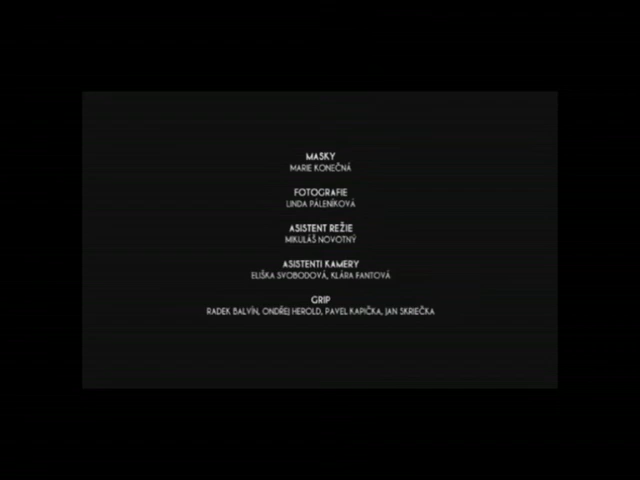 MASKY
MARIE KONEČNÁ
FOTOGRAFIE
LINDA PÁLENÍKOVÁ
ASISTENT REŽIE
MIKULÁŠ NOVOTNÝ
ASISTENTI KAMERY
ELIŠKA SVOBODOVÁ, KLÁRA FANTOVÁ
GRIP
RADEK BALVÍN, ONDŘEJ HEROLD, PAVEL KAPIČKA, JAN SKRIEČKA